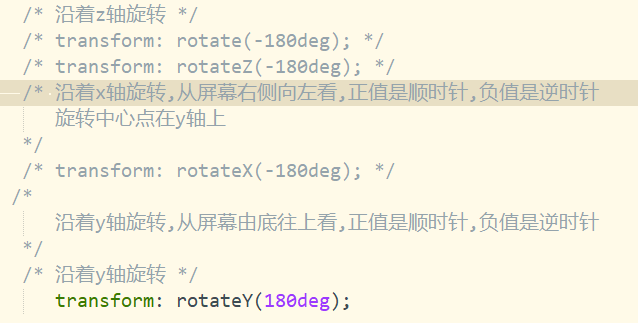 /* 沿着z轴旋转 */
/* transform: rotate(-180deg); */
/* transform: rotateZ(-180deg); */
/* 沿着x轴旋转,从屏幕右侧向左看,正值是顺时针,负值是逆时针
旋转中心点在y轴上
*/
/* transform: rotateX(-180deg); */
/*
沿着y轴旋转,从屏幕由底往上看,正值是顺时针,负值是逆时针
*/
/* 沿着y轴旋转 */
transform: rotateY(180deg);